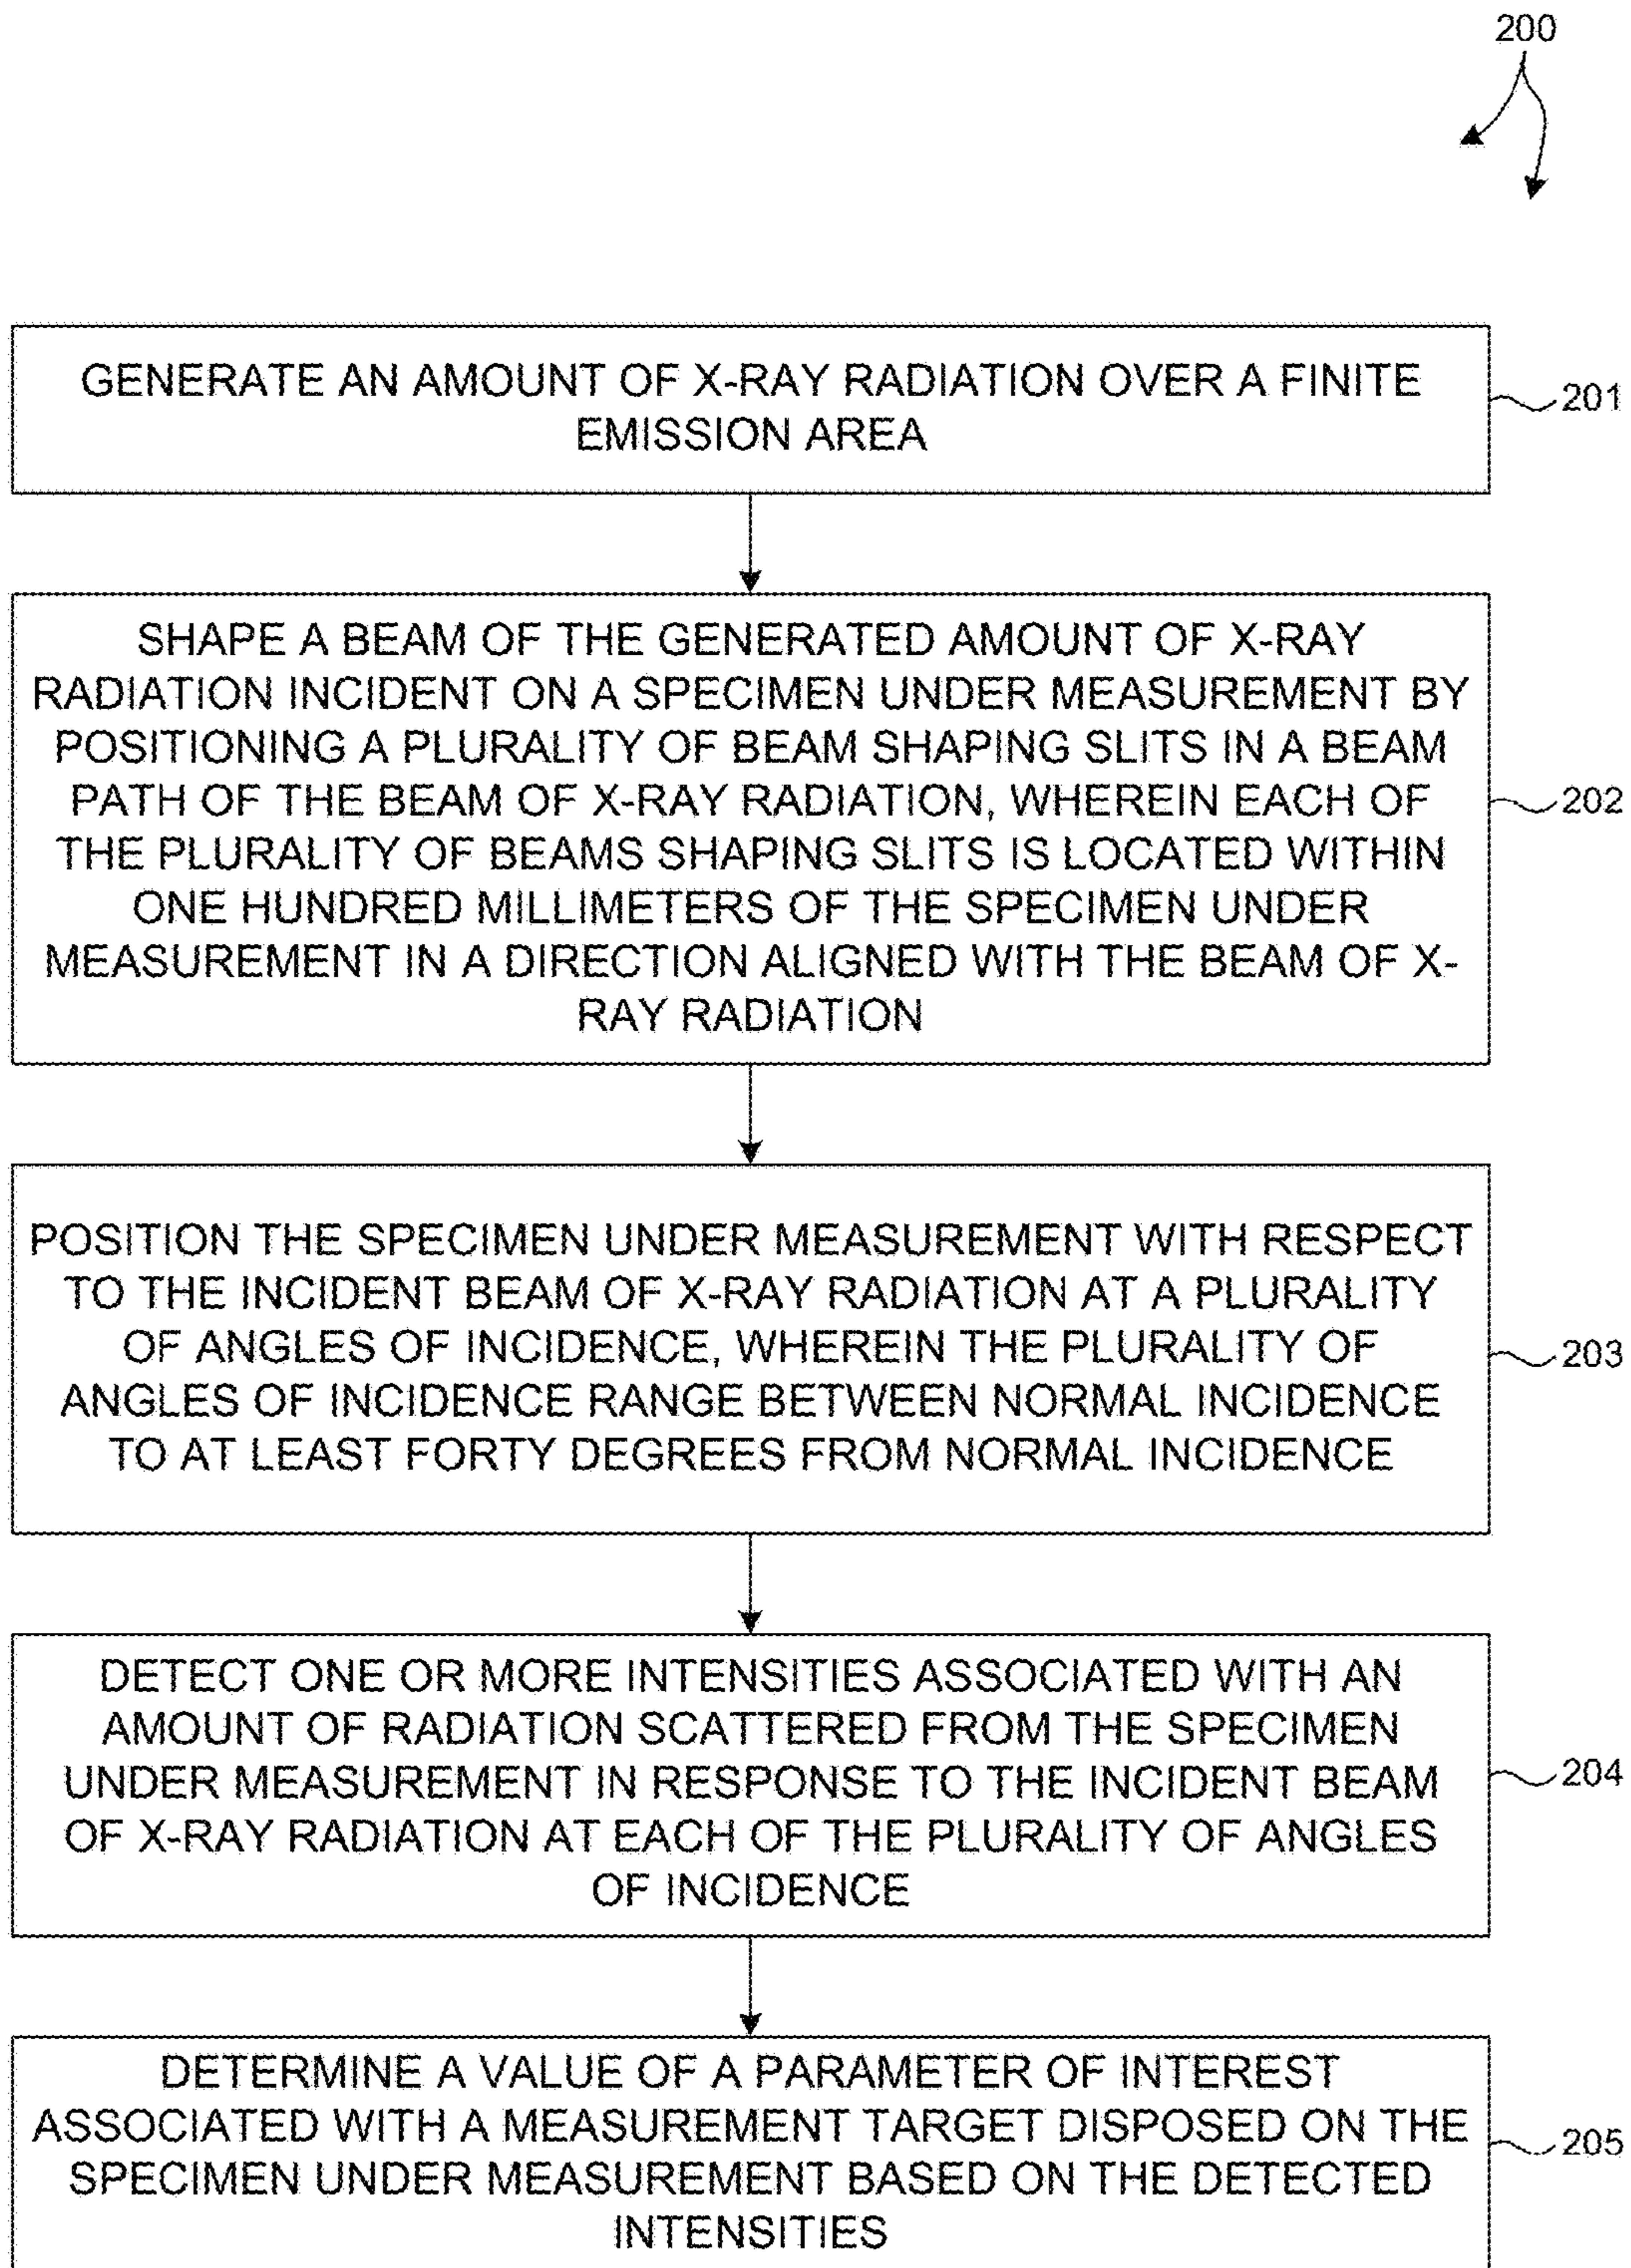 200
GENERATE AN AMOUNT OF X-RAY RADIATION OVER A FINITE
EMISSION AREA
201
SHAPE A BEAM OF THE GENERATED AMOUNT OF X-RAY
RADIATION INCIDENT ON A SPECIMEN UNDER MEASUREMENT BY
POSITIONING A PLURALITY OF BEAM SHAPING SLITS IN A BEAM
PATH OF THE BEAM OF X-RAY RADIATION, WHEREIN EACH OF
THE PLURALITY OF BEAMS SHAPING SLITS IS LOCATED WITHIN
ONE HUNDRED MILLIMETERS OF THE SPECIMEN UNDER
MEASUREMENT IN A DIRECTION ALIGNED WITH THE BEAM OF X-
RAY RADIATION
202
POSITION THE SPECIMEN UNDER MEASUREMENT WITH RESPECT
TO THE INCIDENT BEAM OF X-RAY RADIATION AT A PLURALITY
OF ANGLES OF INCIDENCE, WHEREIN THE PLURALITY OF
ANGLES OF INCIDENCE RANGE BETWEEN NORMAL INCIDENCE
TO AT LEAST FORTY DEGREES FROM NORMAL INCIDENCE
203
DETECT ONE OR MORE INTENSITIES ASSOCIATED WITH AN
AMOUNT OF RADIATION SCATTERED FROM THE SPECIMEN
UNDER MEASUREMENT IN RESPONSE TO THE INCIDENT BEAM
OF X-RAY RADIATION AT EACH OF THE PLURALITY OF ANGLES
OF INCIDENCE
204
DETERMINE A VALUE OF A PARAMETER OF INTEREST
ASSOCIATED WITH A MEASUREMENT TARGET DISPOSED ON THE
SPECIMEN UNDER MEASUREMENT BASED ON THE DETECTED
INTENSITIES
205